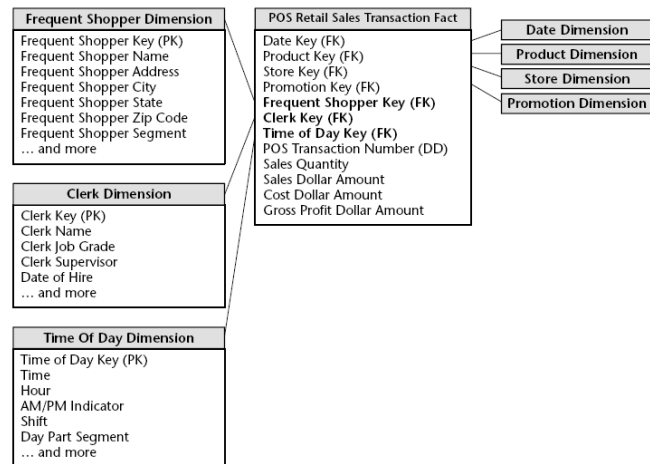 Frequent Shopper Dimension
Frequent Shopper Key (PK)
Frequent Shopper Name
Frequent Shopper Address
Frequent Shopper City
Frequent Shopper State
Frequent Shopper Zip Code
Frequent Shopper Segment
… and more
Clerk Dimension
Clerk Key (PK)
Clerk Name
Clerk Job Grade
Clerk Supervisor
Date of Hire
… and more
Time Of Day Dimension
Time of Day Key (PK)
Time
Hour
AM/PM Indicator
Shift
Day Part Segment
… and more
POS Retail Sales Transaction Fact
Date Key (FK)
Product Key (FK)
Store Key (FK)
Promotion Key (FK)
Frequent Shopper Key (FK)
Clerk Key (FK)
Time of Day Key (FK)
POS Transaction Number (DD)
Sales Quantity
Sales Dollar Amount
Cost Dollar Amount
Gross Profit Dollar Amount
Date Dimension
Product Dimension
Store Dimension
Promotion Dimension